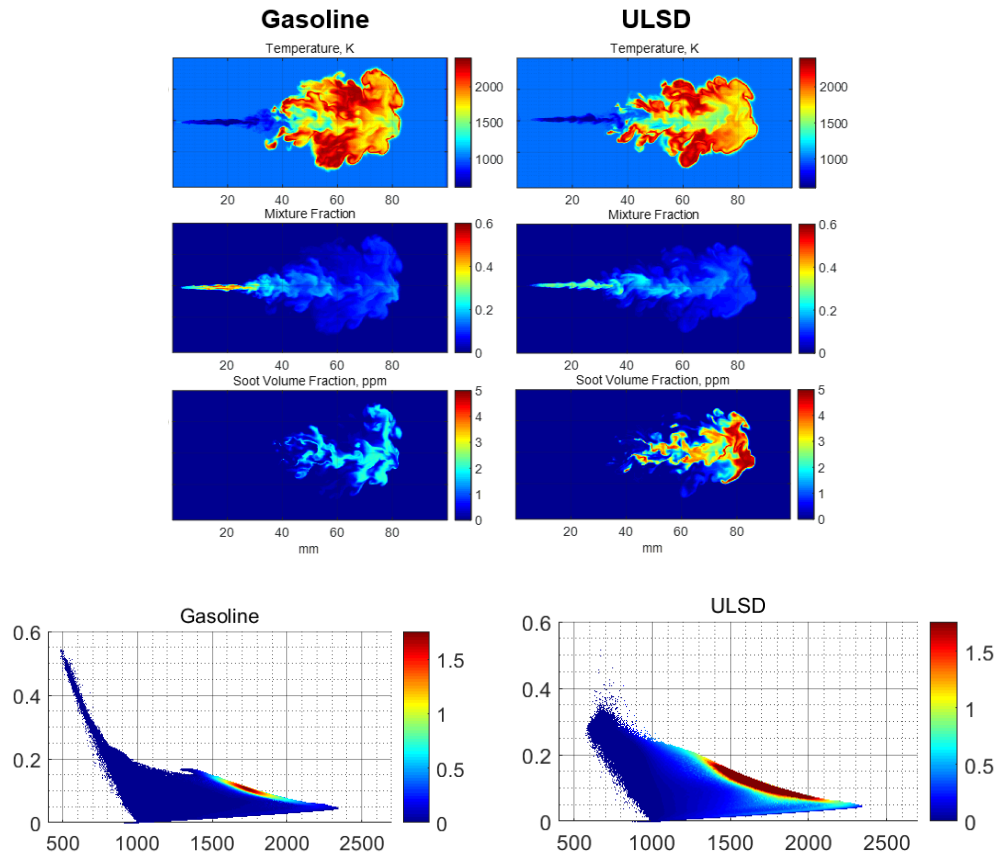 Gasoline ULSD
Temperature, K Temperature, K
2000 2000
1500 1500
1000 1000
20 40 60 80 20 40 60 80
Mixture Fraction Mixture Fraction
0.6 0.6
0.4 0.4
0.2 0.2
0 0
20 40 60 80 20 40 60 80
Soot Volume Fraction, ppm Soot Volume Fraction, ppm
5 5
4 4
3 3
2 2
1 1
0 0
20 40 60 80 20 40 60 80
mm mm
Gasoline ULSD
0.6 0.6
1.5 1.5
0.4 0.4
1 1
0.2 0.2
0.5 0.5
0 0 0 0
500 1000 1500 2000 2500 500 1000 1500 2000 2500